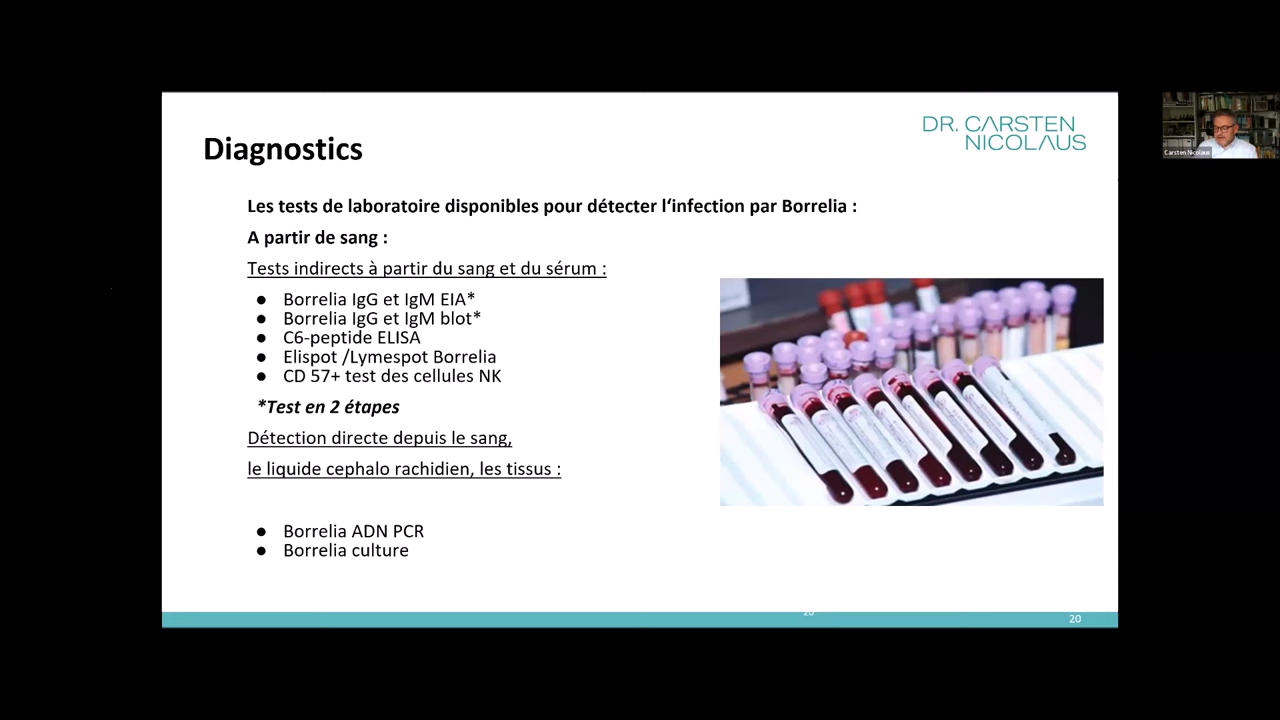 DR. CARSTEN
NICOLAUS
Diagnostics
Les tests de laboratoire disponibles pour détecter l‘infection par Borrelia :
A partir de sang :
Tests indirects à partir du sang et du sérum :
● Borrelia IgG et IgM EIA*
● Borrelia IgG et IgM blot*
● C6-peptide ELISA
● Elispot /Lymespot Borrelia
● CD 57+ test des cellules NK
*Test en 2 étapes
Détection directe depuis le sang,
le liquide cephalo rachidien, les tissus :
● Borrelia ADN PCR
● Borrelia culture
20
20
Carsten Nicolaus